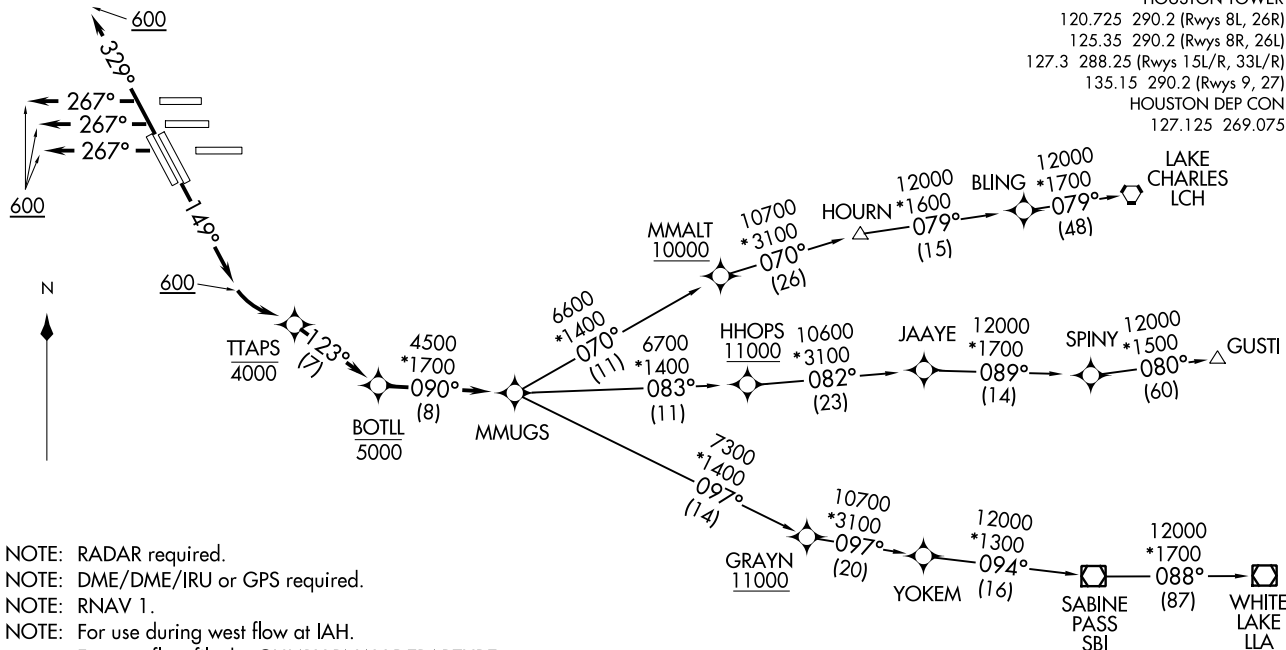 HOUSTON TOWER
120.725 290.2 (Rwys 8L, 26R)
125.35 290.2 (Rwys 8R, 26L)
127.3 288.25 (Rwys 15L/R, 33L/R)
135.15 290.2 (Rwys 9, 27)
HOUSTON DEP CON
127.125 269.075
600
329°
267°
267°
267°
600
149°
600
N
TTAPS
4000
123°
(7)
BOTLL
5000
4500
*1700
090°
(8)
MMUGS
6600
*1400
070°
(11)
MMALT
10000
10700
*3100
070°
(26)
HOURN
12000
*1600
079°
(15)
BLING
12000
*1700
079°
(48)
LAKE
CHARLES
LCH
6700
*1400
083°
(11)
HHOPS
11000
10600
*3100
082°
(23)
JAAYE
12000
*1700
089°
(14)
SPINY
12000
*1500
080°
(60)
GUSTI
7300
*1400
097°
(14)
GRAYN
11000
10700
*3100
097°
(20)
YOKEM
12000
*1300
094°
(16)
SABINE
PASS
SBI
12000
*1700
088°
(87)
WHITE
LAKE
LLA
NOTE: RADAR required.
NOTE: DME/DME/IRU or GPS required.
NOTE: RNAV 1.
NOTE: For use during west flow at IAH.